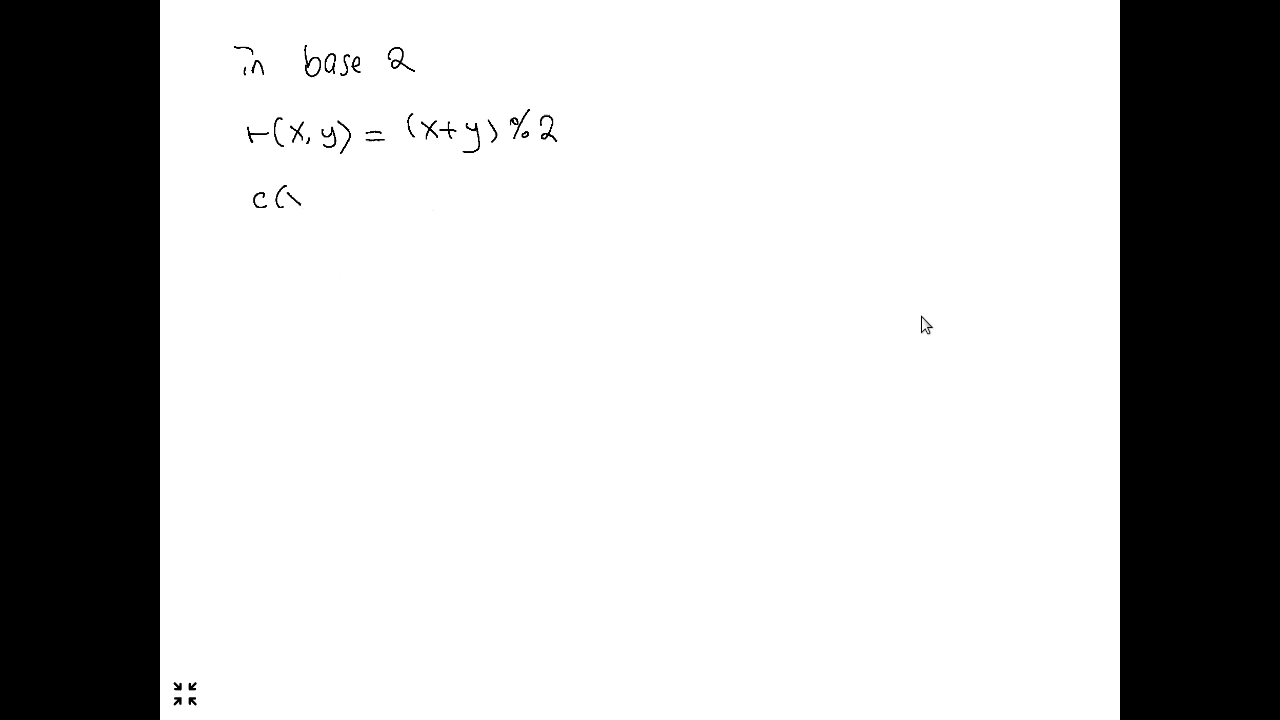 in base 2
r(x, y) = (x+y) % 2
c(